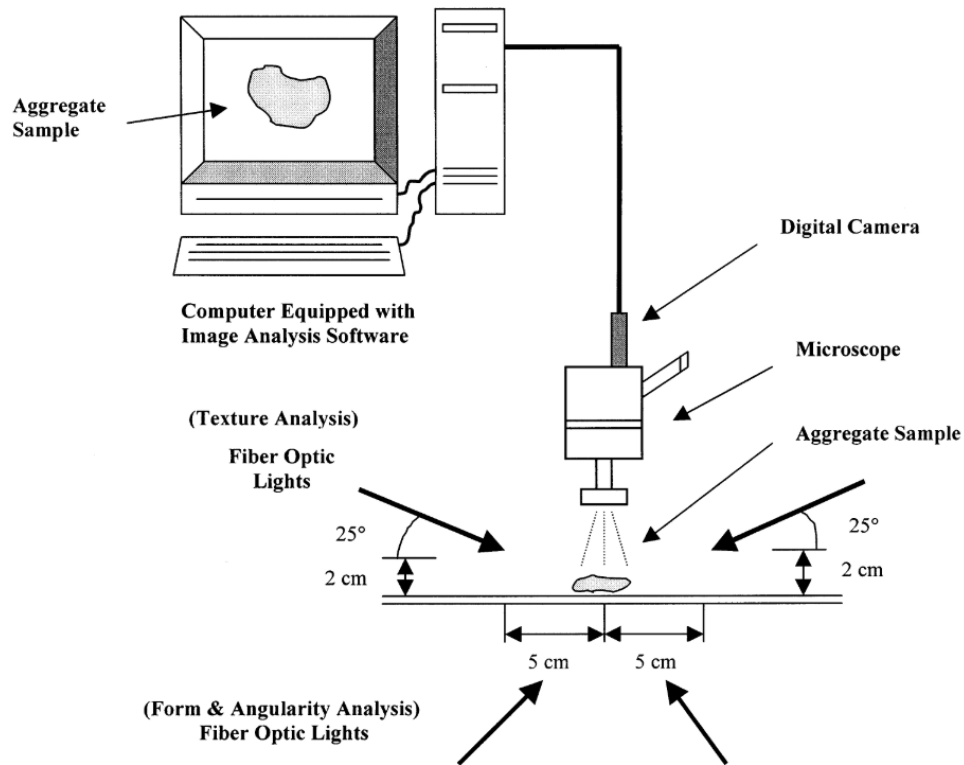 Aggregate
Sample
Digital Camera
Computer Equipped with
Image Analysis Software
Microscope
(Texture Analysis)
Aggregate Sample
Fiber Optic
Lights
25°
25°
2 cm
2 cm
5 cm
5 cm
(Form & Angularity Analysis)
Fiber Optic Lights